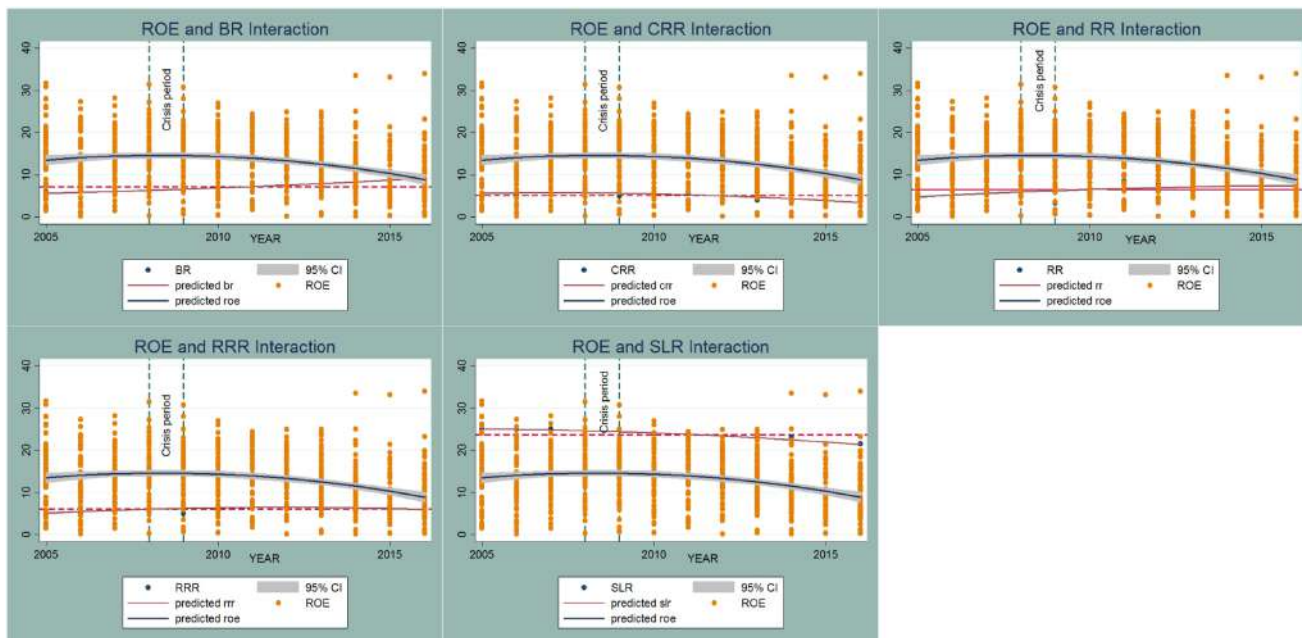 ROE and BR Interaction
40
30
20
10
0
Crisis period
2005
2010
2015
YEAR
BR
95% CI
predicted br
ROE
predicted roe
ROE and CRR Interaction
40
30
20
10
0
Crisis period
2005
2010
2015
YEAR
CRR
95% CI
predicted crr
ROE
predicted roe
ROE and RR Interaction
40
30
20
10
0
Crisis period
2005
2010
2015
YEAR
RR
95% CI
predicted rr
ROE
predicted roe
ROE and RRR Interaction
40
30
20
10
0
Crisis period
2005
2010
2015
YEAR
RRR
95% CI
predicted rrr
ROE
predicted roe
ROE and SLR Interaction
40
30
20
10
0
Crisis period
2005
2010
2015
YEAR
SLR
95% CI
predicted slr
ROE
predicted roe